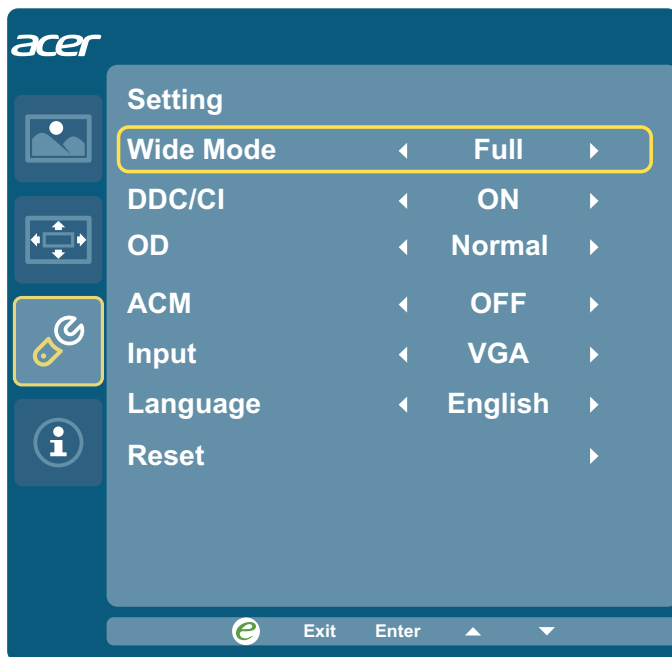 acer
Setting
Wide Mode Full
DDC/CI ON
OD Normal
ACM OFF
Input VGA
Language English
Reset
e Exit Enter